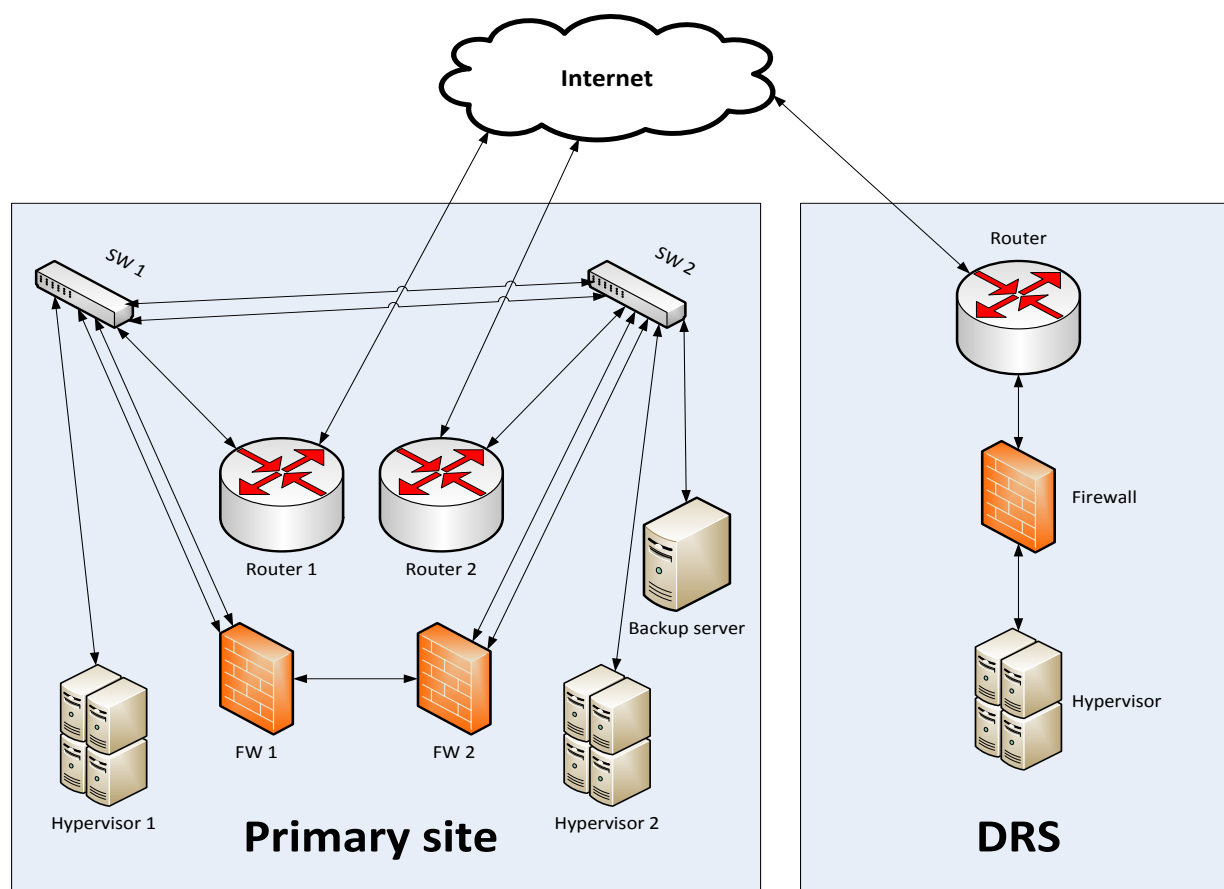 Internet
SW 1
SW 2
Router
Router 1
Router 2
Firewall
Backup server
Hypervisor
FW 1
FW 2
Hypervisor 1
Hypervisor 2
Primary site
DRS